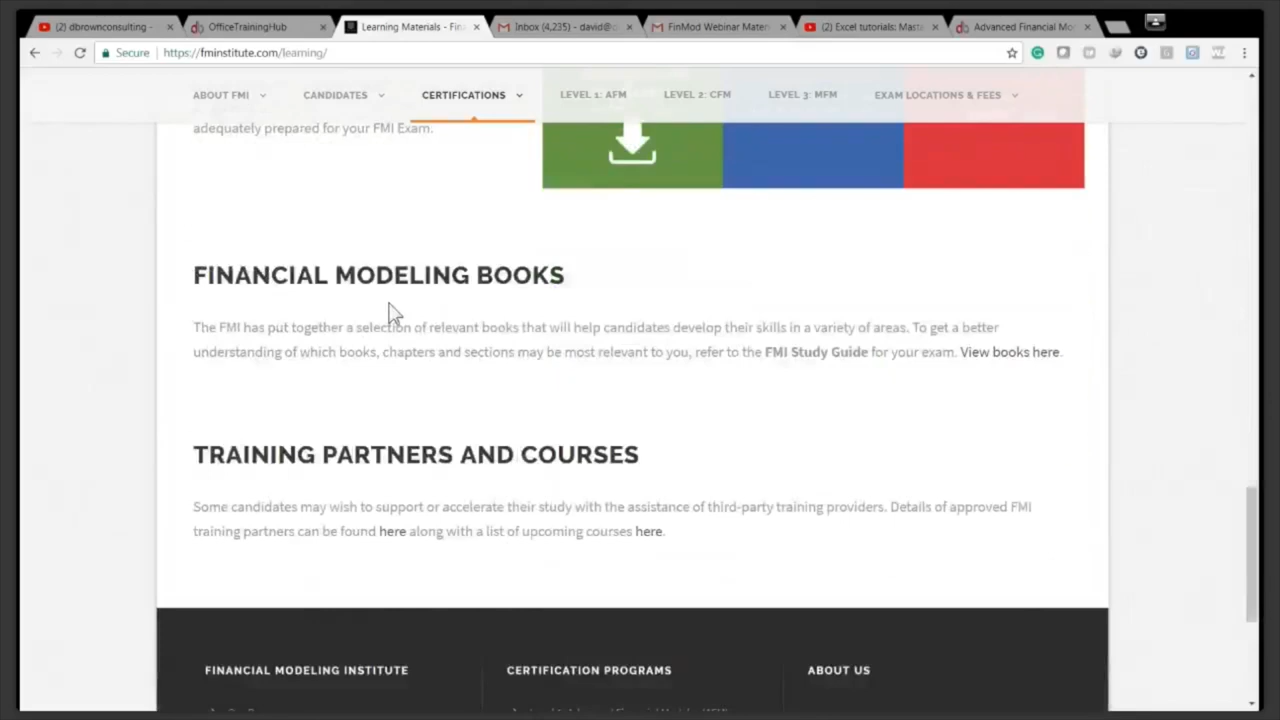 (2) dbrownconsulting -
OfficeTrainingHub
Learning Materials - Fin
Inbox (4,235) - david@
FinMod Webinar Mater
(2) Excel tutorials: Mast
Advanced Financial Mo
Secure
https://fminstitute.com/learning/
ABOUT FMI
CANDIDATES
CERTIFICATIONS
LEVEL 1: AFM
LEVEL 2: CFM
LEVEL 3: MFM
EXAM LOCATIONS & FEES
adequately prepared for your FMI Exam.
FINANCIAL MODELING BOOKS
The FMI has put together a selection of relevant books that will help candidates develop their skills in a variety of areas. To get a better
understanding of which books, chapters and sections may be most relevant to you, refer to the FMI Study Guide for your exam. View books here.
TRAINING PARTNERS AND COURSES
Some candidates may wish to support or accelerate their study with the assistance of third-party training providers. Details of approved FMI
training partners can be found here along with a list of upcoming courses here.
FINANCIAL MODELING INSTITUTE
CERTIFICATION PROGRAMS
ABOUT US